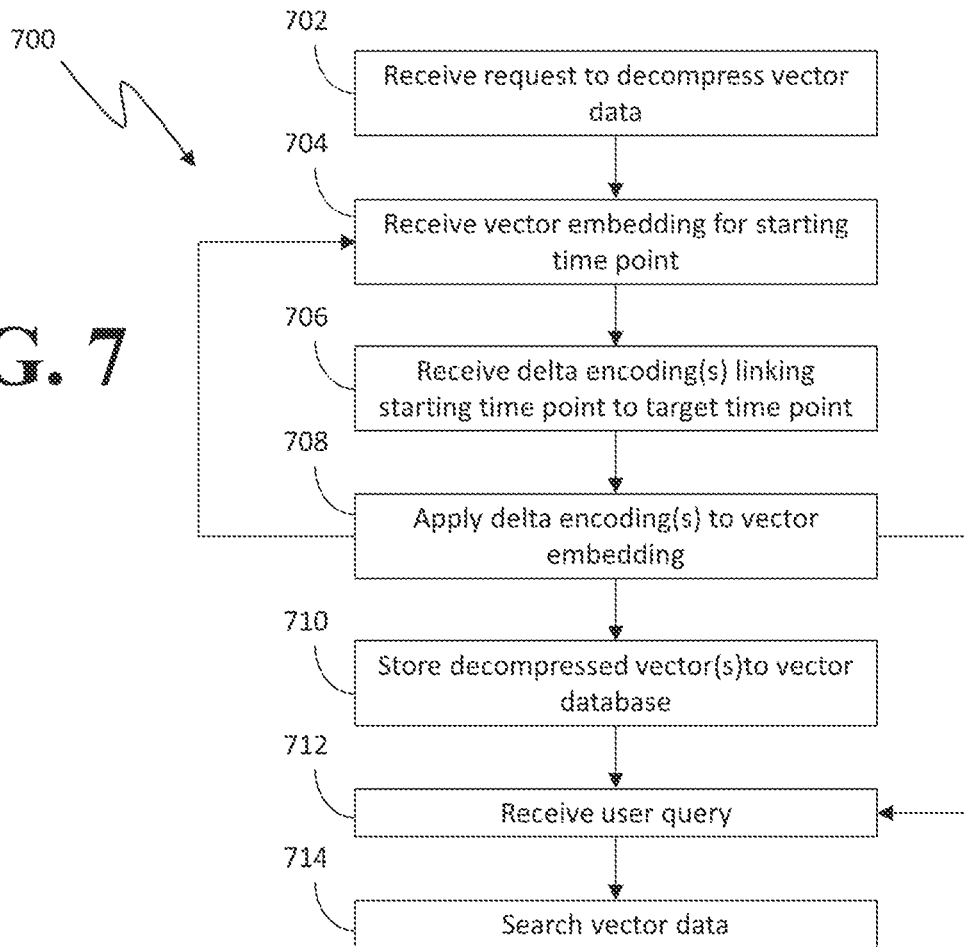 700
702
Receive request to decompress vector
data
704
Receive vector embedding for starting
time point
G. 7
706
Receive delta encoding(s) linking
starting time point to target time point
708
Apply delta encoding(s) to vector
embedding
710
Store decompressed vector(s)to vector
database
712
Receive user query
714
Search vector data